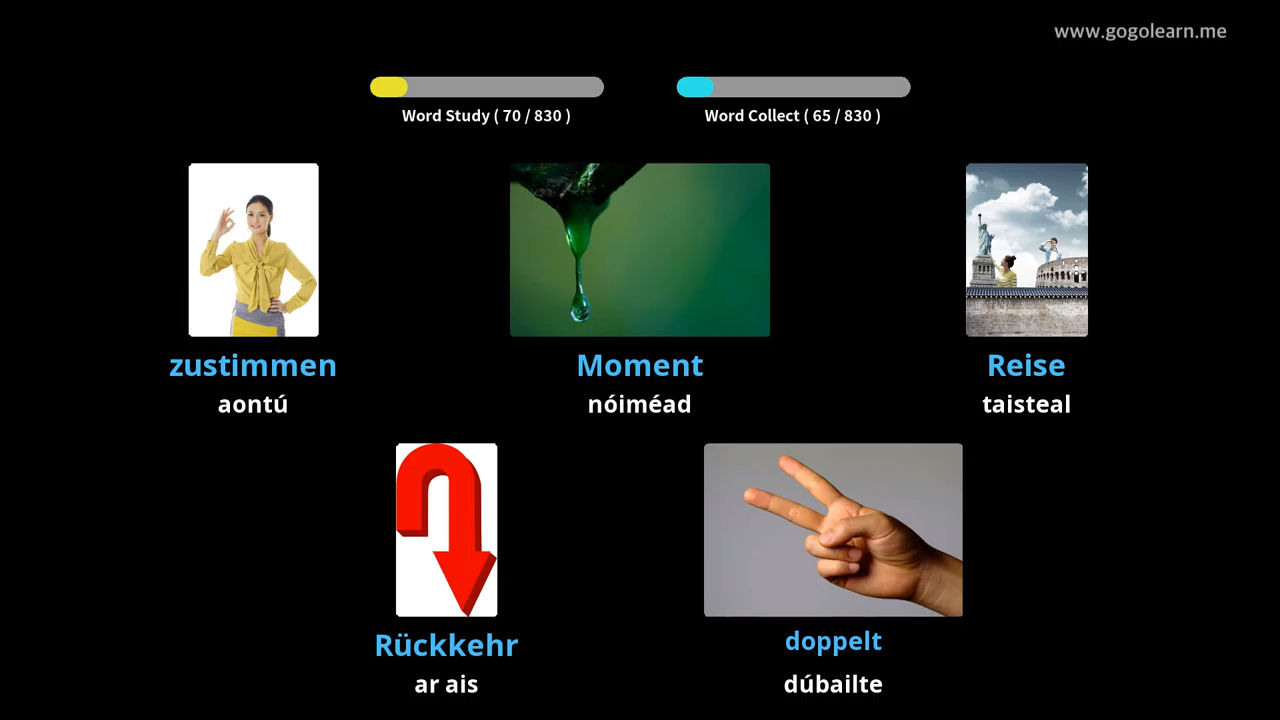 www.gogolearn.me
Word Study ( 70 / 830 )
Word Collect ( 65 / 830 )
zustimmen
aontú
Moment
nóiméad
Reise
taisteal
Rückkehr
ar ais
doppelt
dúbailte